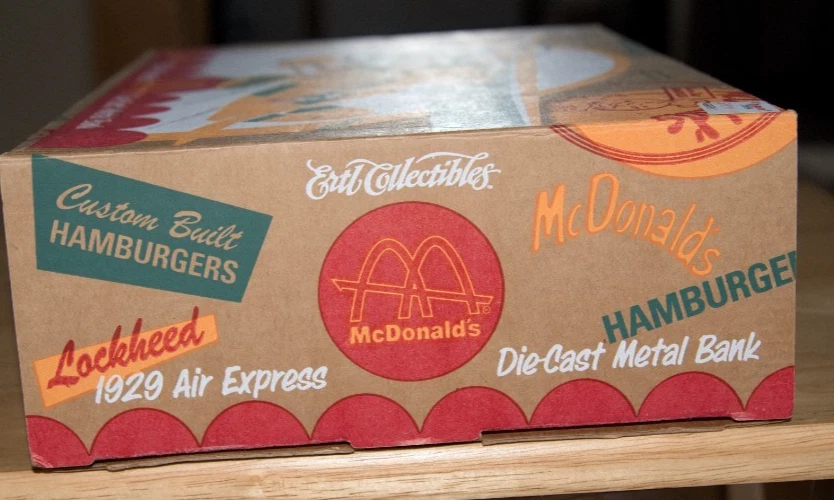 Custom Built
HAMBURGERS
Ertl Collectibles
McDonald's
HAMBURGE
McDonald's
Lockheed
1929 Air Express
Die-Cast Metal Bank